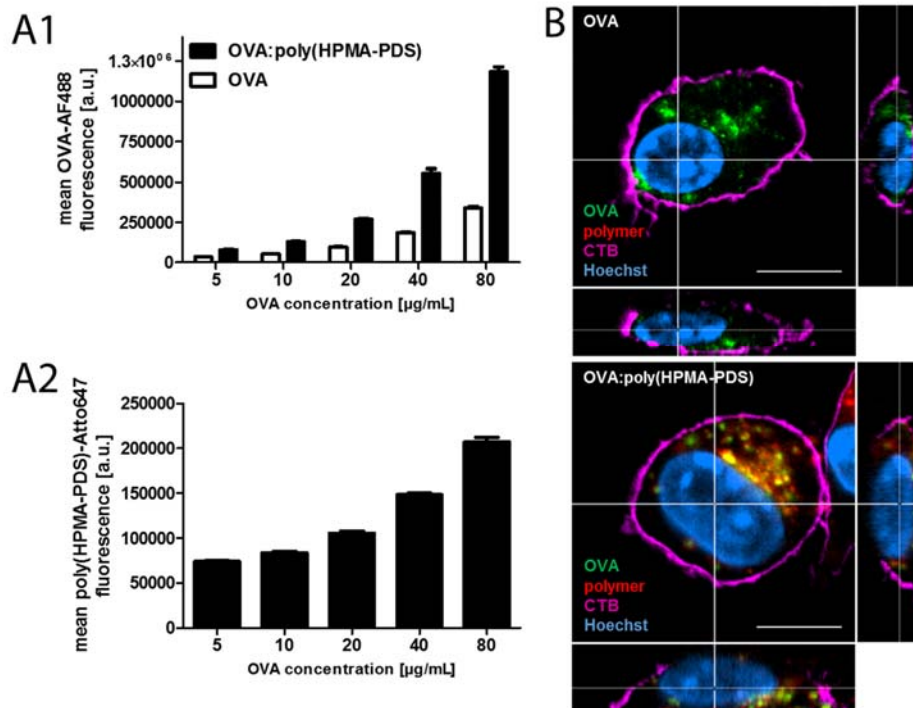 A1
OVA:poly(HPMA-PDS)
OVA
mean OVA-AF488
fluorescence [a.u.]
1.3×10⁰⁶
1000000
750000
500000
250000
0
5 10 20 40 80
OVA concentration [µg/mL]
A2
mean poly(HPMA-PDS)-Atto647
fluorescence [a.u.]
250000
200000
150000
100000
50000
0
5 10 20 40 80
OVA concentration [µg/mL]
B
OVA
OVA
polymer
CTB
Hoechst
OVA:poly(HPMA-PDS)
OVA
polymer
CTB
Hoechst